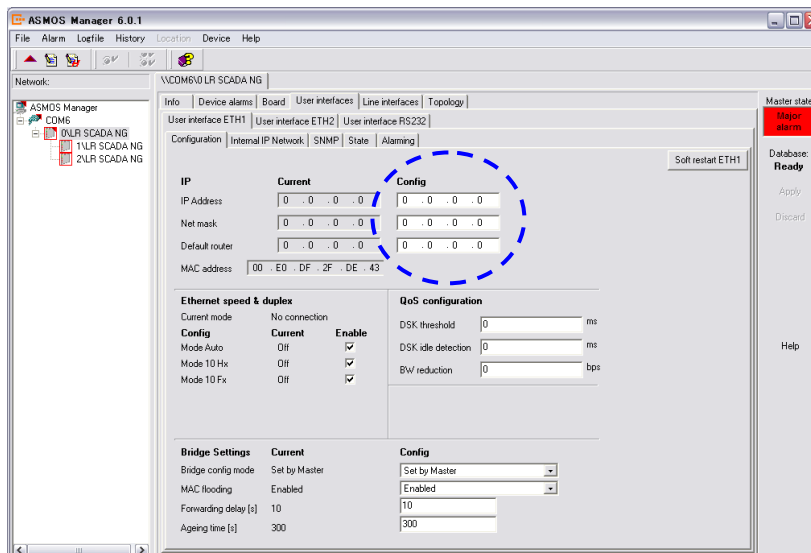 ASMOS Manager 6.0.1
File Alarm Logfile History Location Device Help
Network:
\\COM6\0 LR SCADA NG
ASMOS Manager
COM6
0\LR SCADA NG
1\LR SCADA NG
2\LR SCADA NG
Info Device alarms Board User interfaces Line interfaces Topology
User interface ETH1 User interface ETH2 User interface RS232
Configuration Internal IP Network SNMP State Alarming
Soft restart ETH1
IP Current Config
IP Address 0 . 0 . 0 . 0 0 . 0 . 0 . 0
Net mask 0 . 0 . 0 . 0 0 . 0 . 0 . 0
Default router 0 . 0 . 0 . 0 0 . 0 . 0 . 0
MAC address 00 . E0 . DF . 2F . DE . 43
Ethernet speed & duplex
Current mode No connection
Config Current Enable
Mode Auto Off
Mode 10 Hx Off
Mode 10 Fx Off
QoS configuration
DSK threshold 0 ms
DSK idle detection 0 ms
BW reduction 0 bps
Bridge Settings Current Config
Bridge config mode Set by Master Set by Master
MAC flooding Enabled Enabled
Forwarding delay [s] 10 10
Ageing time [s] 300 300
Master state
Major
alarm
Database:
Ready
Apply
Discard
Help